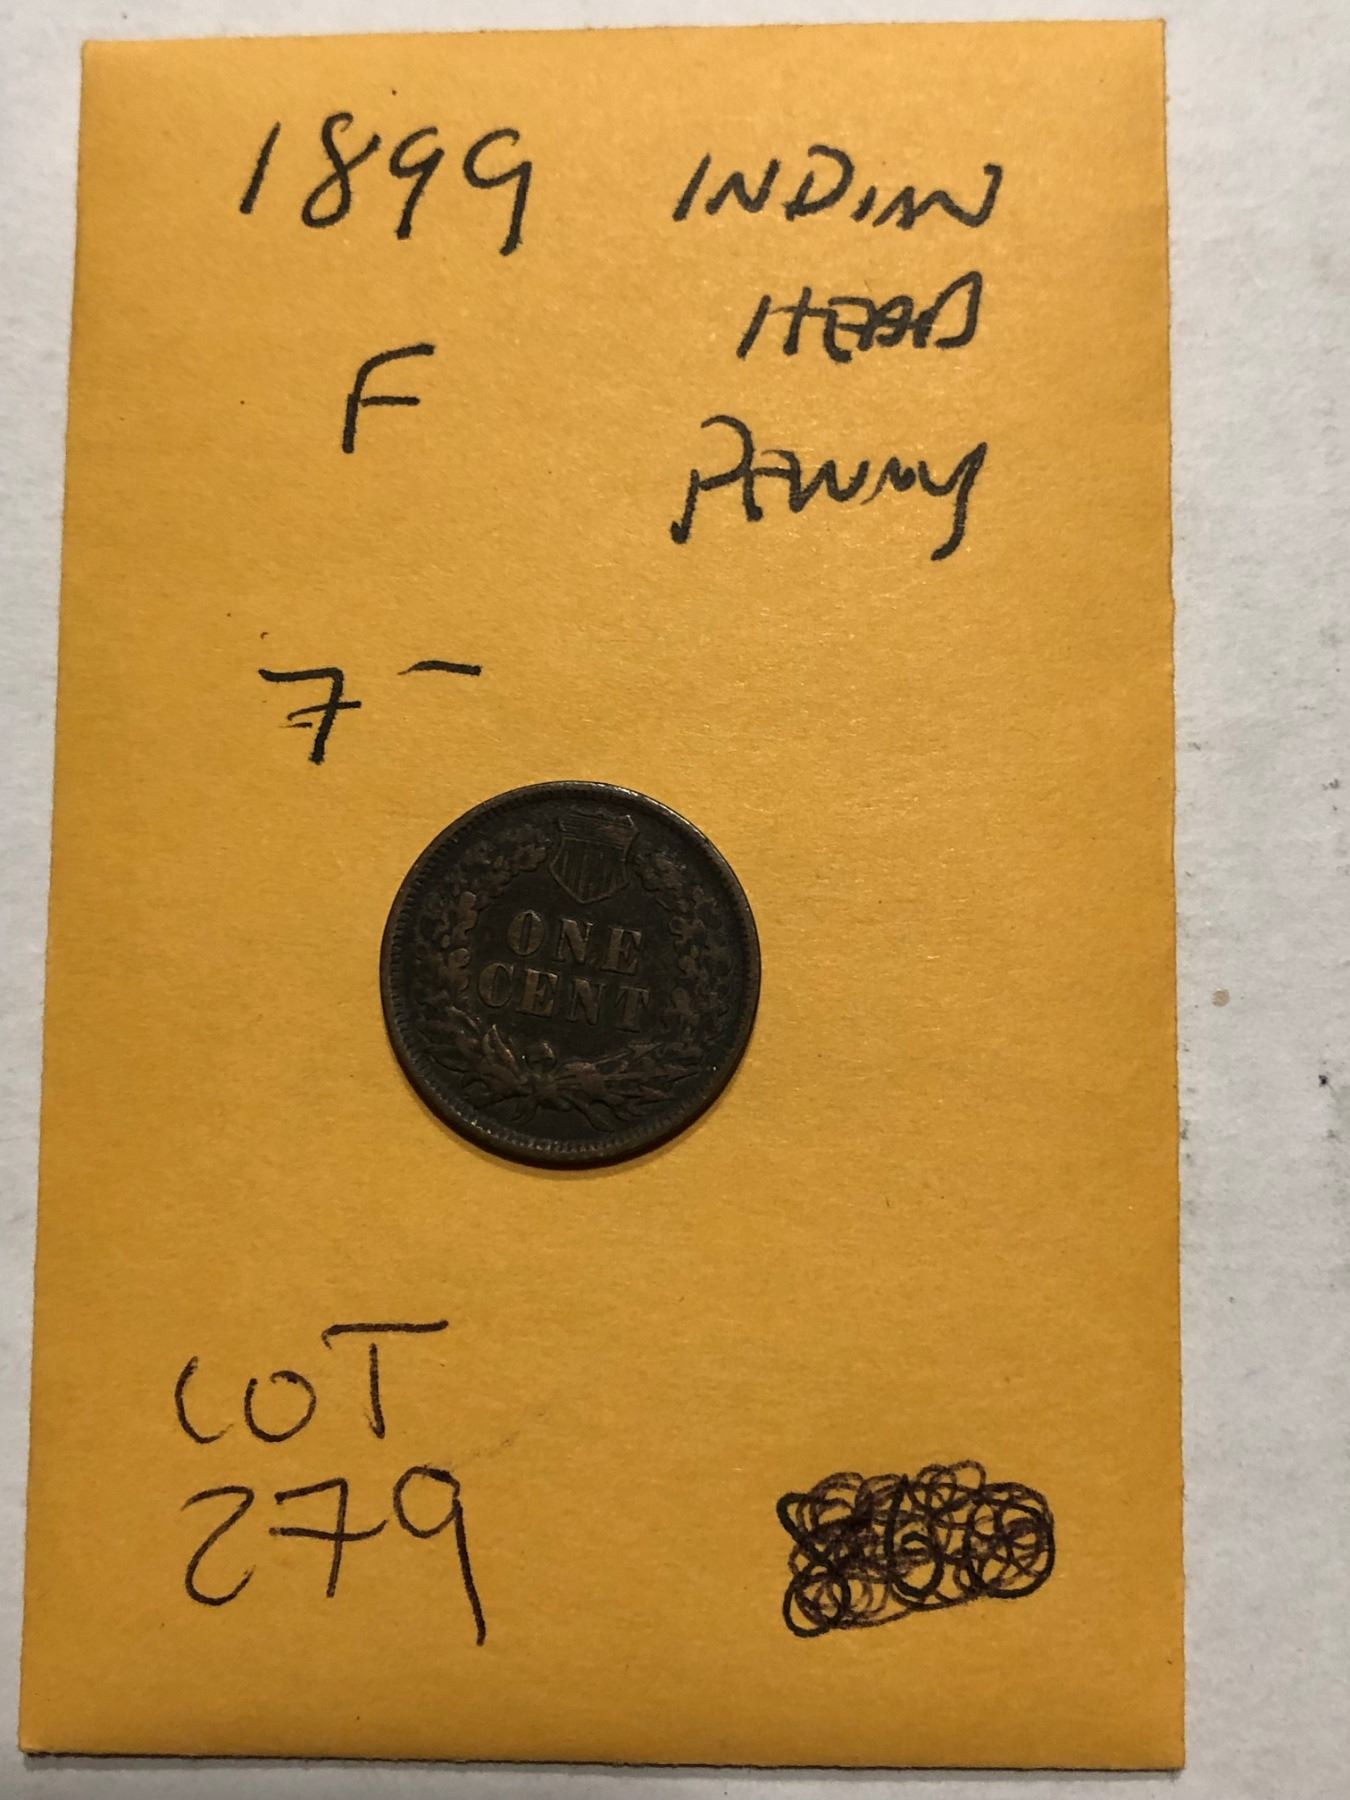 1899 INDIAN
HEAD
F
PENNY
7 -
ONE
CENT
LOT
279